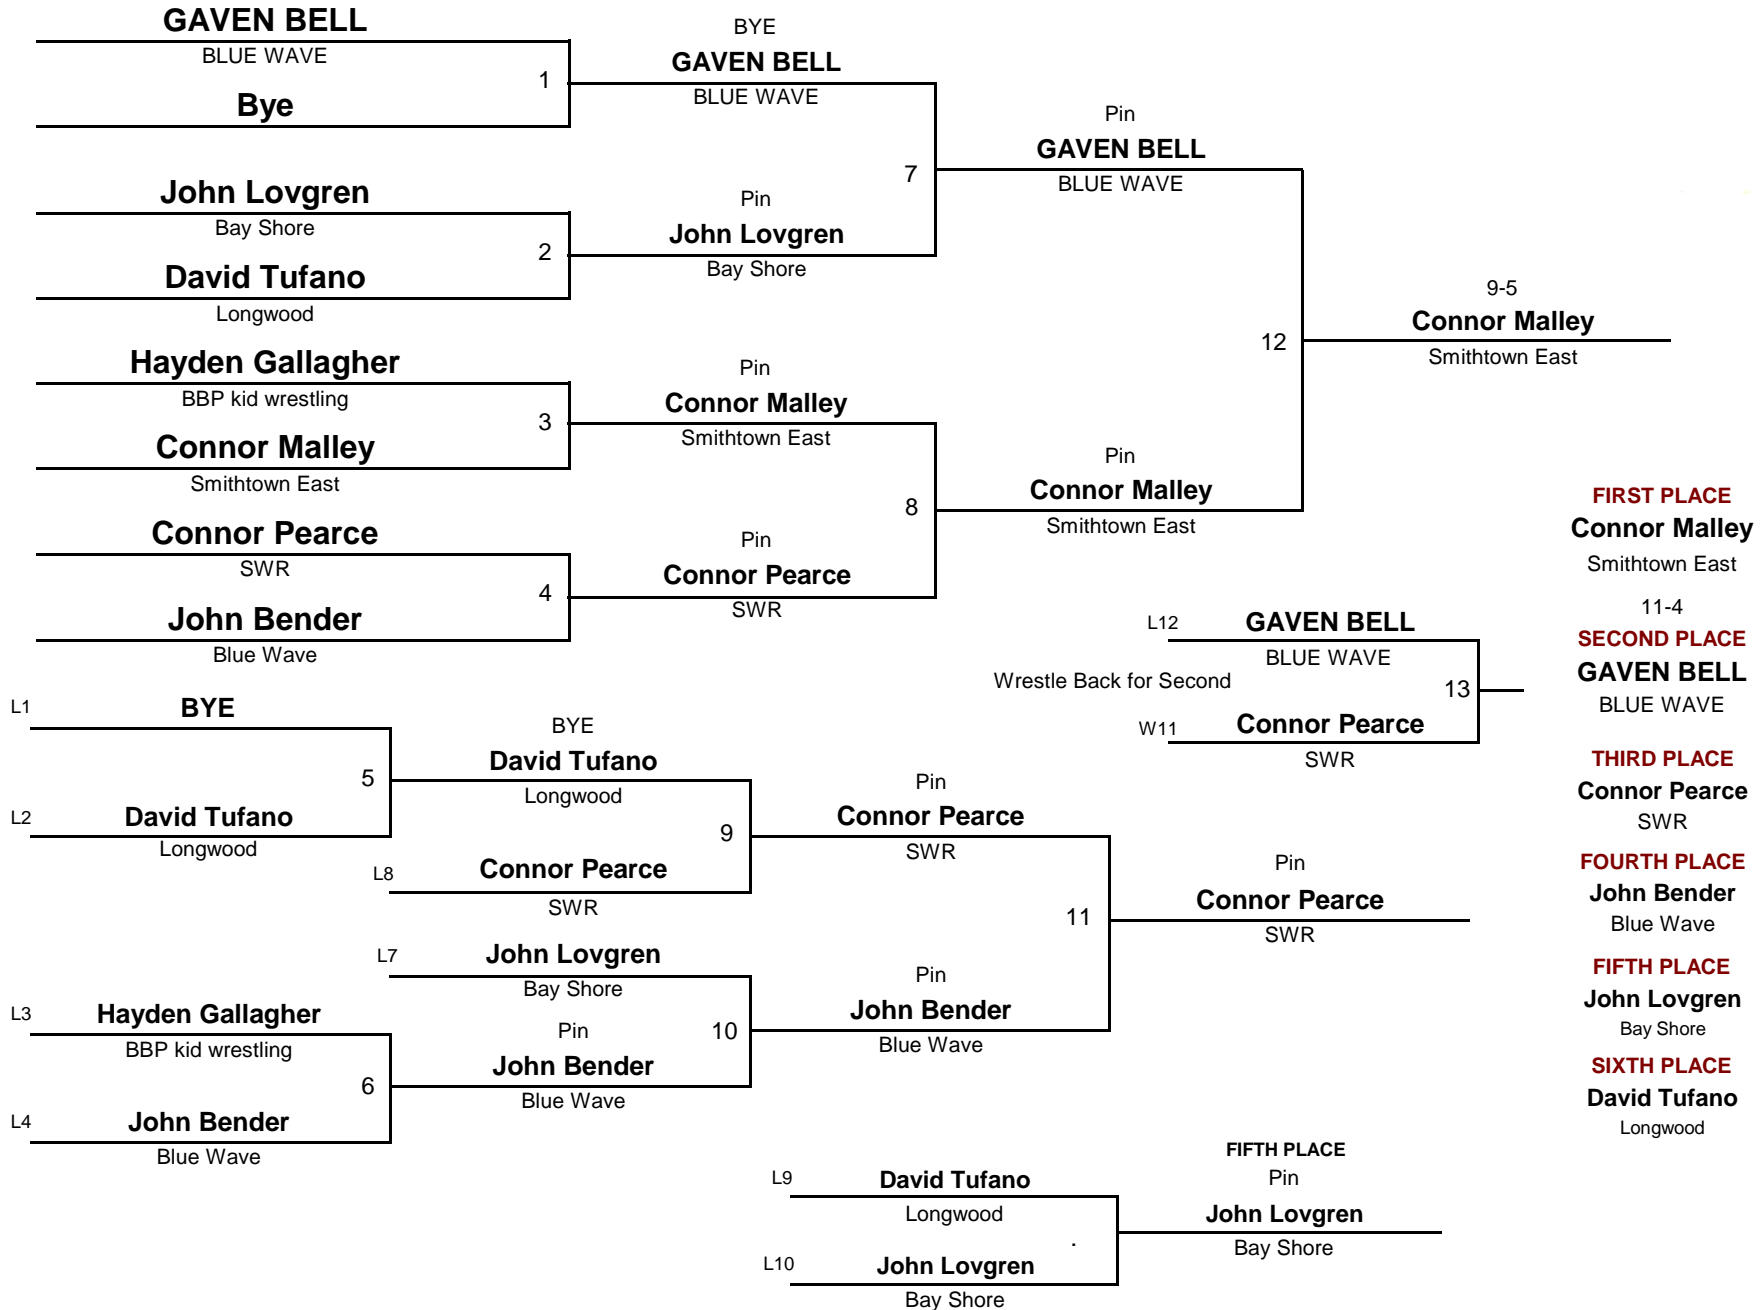 GAVEN BELL
BLUE WAVE
1
Bye
John Lovgren
Bay Shore
2
David Tufano
Longwood
Hayden Gallagher
BBP kid wrestling
3
Connor Malley
Smithtown East
Connor Pearce
SWR
4
John Bender
Blue Wave
BYE
GAVEN BELL
BLUE WAVE
7
Pin
John Lovgren
Bay Shore
Pin
Connor Malley
Smithtown East
8
Pin
Connor Pearce
SWR
Pin
GAVEN BELL
BLUE WAVE
12
Pin
Connor Malley
Smithtown East
9-5
Connor Malley
Smithtown East
L12 GAVEN BELL
BLUE WAVE
Wrestle Back for Second 13
W11 Connor Pearce
SWR
FIRST PLACE
Connor Malley
Smithtown East
11-4
SECOND PLACE
GAVEN BELL
BLUE WAVE
THIRD PLACE
Connor Pearce
SWR
FOURTH PLACE
John Bender
Blue Wave
FIFTH PLACE
John Lovgren
Bay Shore
SIXTH PLACE
David Tufano
Longwood
L1 BYE
5
L2 David Tufano
Longwood
L3 Hayden Gallagher
BBP kid wrestling
6
L4 John Bender
Blue Wave
BYE
David Tufano
Longwood
9
L8 Connor Pearce
SWR
L7 John Lovgren
Bay Shore
Pin 10
John Bender
Blue Wave
Pin
Connor Pearce
SWR
11
Pin
John Bender
Blue Wave
Pin
Connor Pearce
SWR
L9 David Tufano
Longwood
.
L10 John Lovgren
Bay Shore
FIFTH PLACE
Pin
John Lovgren
Bay Shore